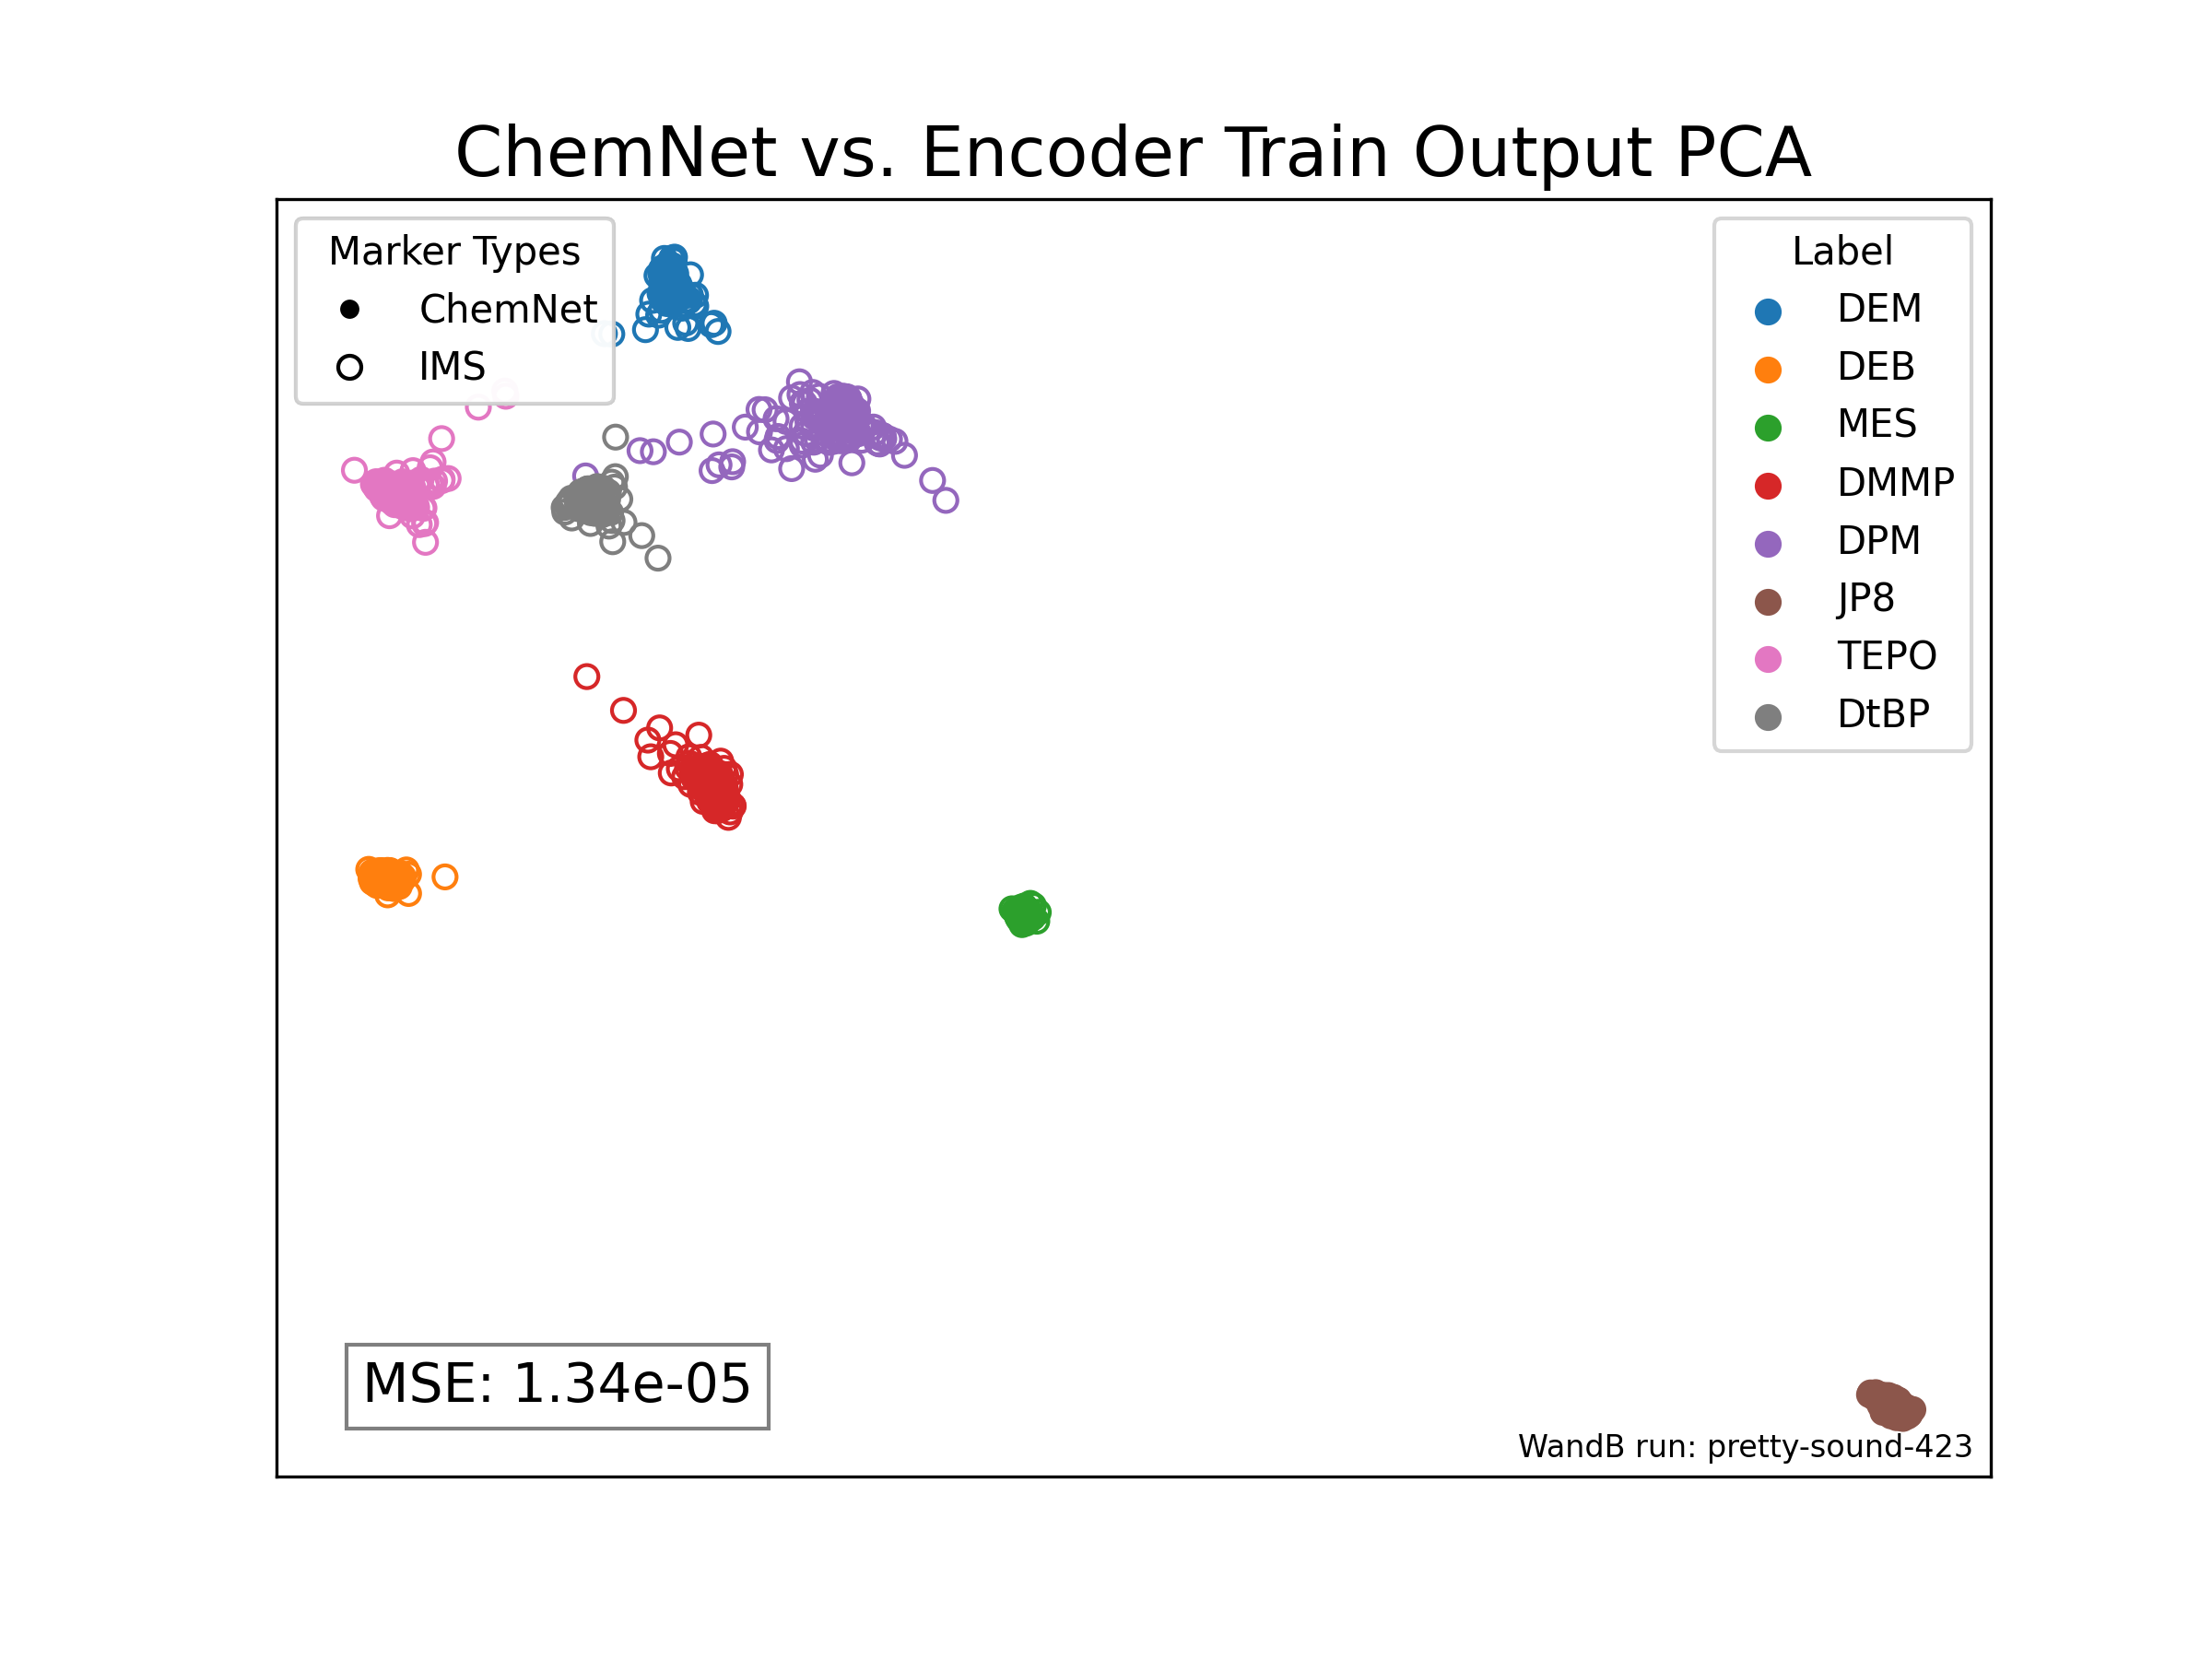 ChemNet vs. Encoder Train Output PCA
Marker Types
ChemNet
IMS
Label
DEM
DEB
MES
DMMP
DPM
JP8
TEPO
DtBP
MSE: 1.34e-05
WandB run: pretty-sound-423